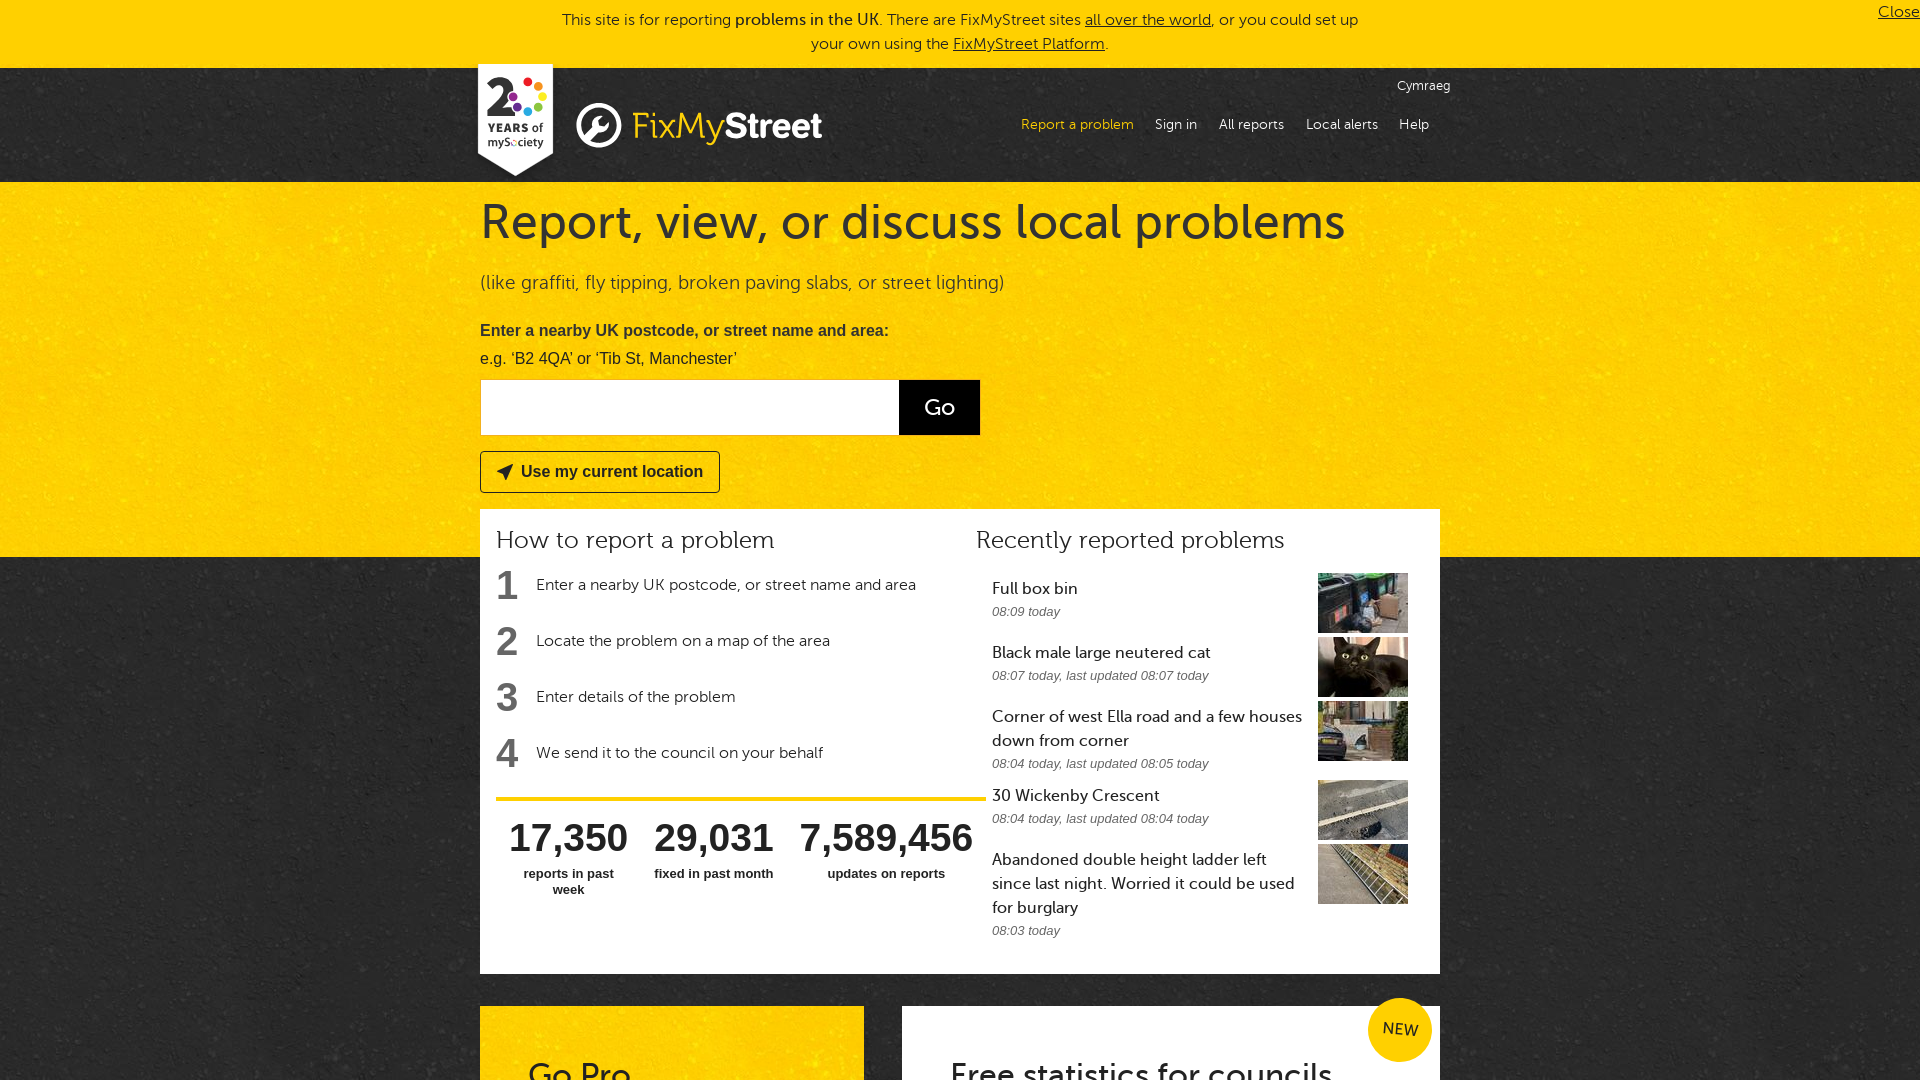 This site is for reporting problems in the UK. There are FixMyStreet sites all over the world, or you could set up
your own using the FixMyStreet Platform.
Close
20
YEARS of
mySociety
FixMyStreet
Cymraeg
Report a problem
Sign in
All reports
Local alerts
Help
Report, view, or discuss local problems
(like graffiti, fly tipping, broken paving slabs, or street lighting)
Enter a nearby UK postcode, or street name and area:
e.g. ‘B2 4QA’ or ‘Tib St, Manchester’
Go
Use my current location
How to report a problem
1 Enter a nearby UK postcode, or street name and area
2 Locate the problem on a map of the area
3 Enter details of the problem
4 We send it to the council on your behalf
17,350
reports in past
week
29,031
fixed in past month
7,589,456
updates on reports
Recently reported problems
Full box bin
08:09 today
Black male large neutered cat
08:07 today, last updated 08:07 today
Corner of west Ella road and a few houses
down from corner
08:04 today, last updated 08:05 today
30 Wickenby Crescent
08:04 today, last updated 08:04 today
Abandoned double height ladder left
since last night. Worried it could be used
for burglary
08:03 today
Go Pro
NEW
Free statistics for councils